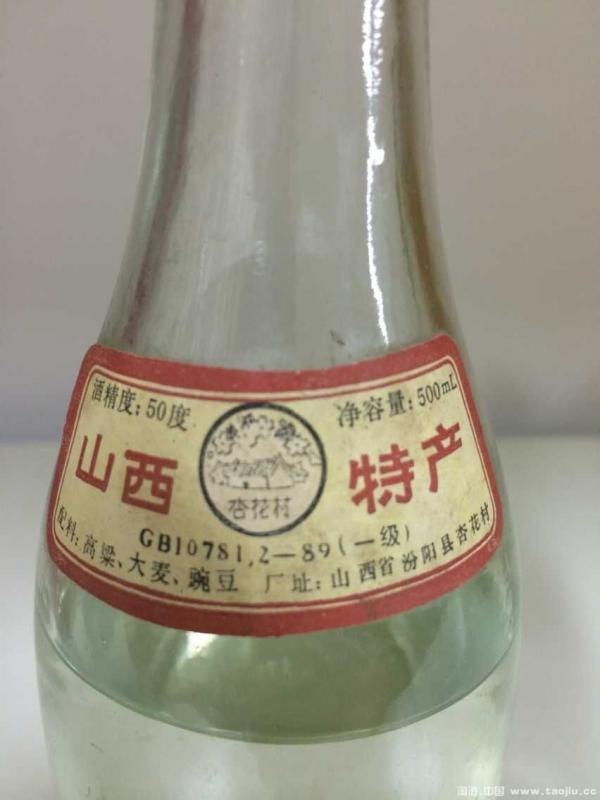 酒精度:50度
净容量:500mL
山西
特产
杏花村
GB10781.2—89(一级)
配料:高粱、大麦、豌豆 厂址:山西省汾阳县杏花村
淘酒.中国 www.taojiu.cc